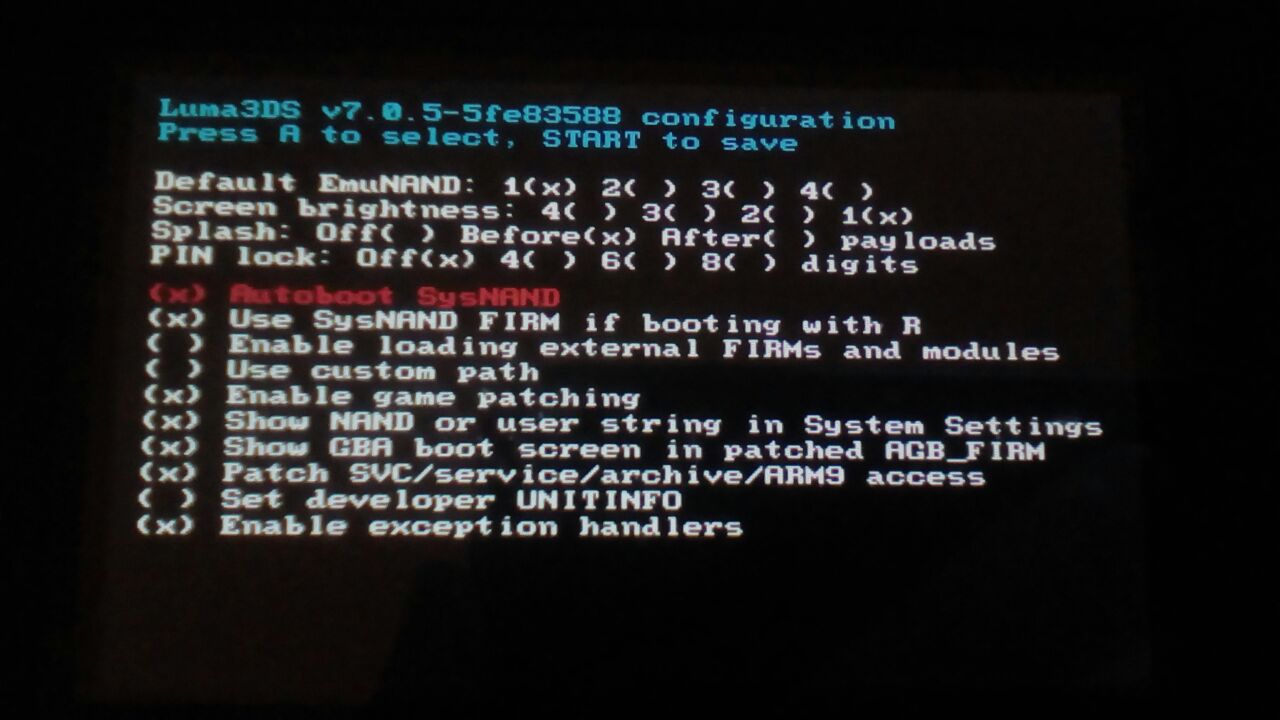 Luma3DS v7.0.5-5fe83588 configuration
Press A to select, START to save
Default EmuNAND: 1(x) 2( ) 3( ) 4( )
Screen brightness: 4( ) 3( ) 2( ) 1(x)
Splash: Off( ) Before(x) After( ) payloads
PIN lock: Off(x) 4( ) 6( ) 8( ) digits
(x) Autoboot SysNAND
(x) Use SysNAND FIRM if booting with R
( ) Enable loading external FIRMs and modules
( ) Use custom path
(x) Enable game patching
(x) Show NAND or user string in System Settings
(x) Show GBA boot screen in patched AGB_FIRM
(x) Patch SVC/service/archive/ARM9 access
( ) Set developer UNITINFO
(x) Enable exception handlers